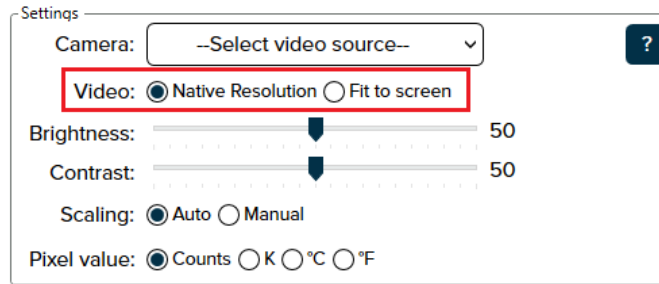 Settings
Camera: --Select video source-- ?
Video: Native Resolution Fit to screen
Brightness: 50
Contrast: 50
Scaling: Auto Manual
Pixel value: Counts K °C °F